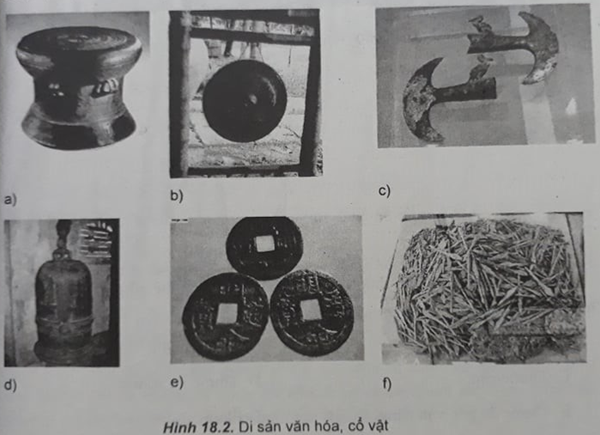 a)
b)
c)
d)
e)
f)
Hình 18.2. Di sản văn hóa, cổ vật